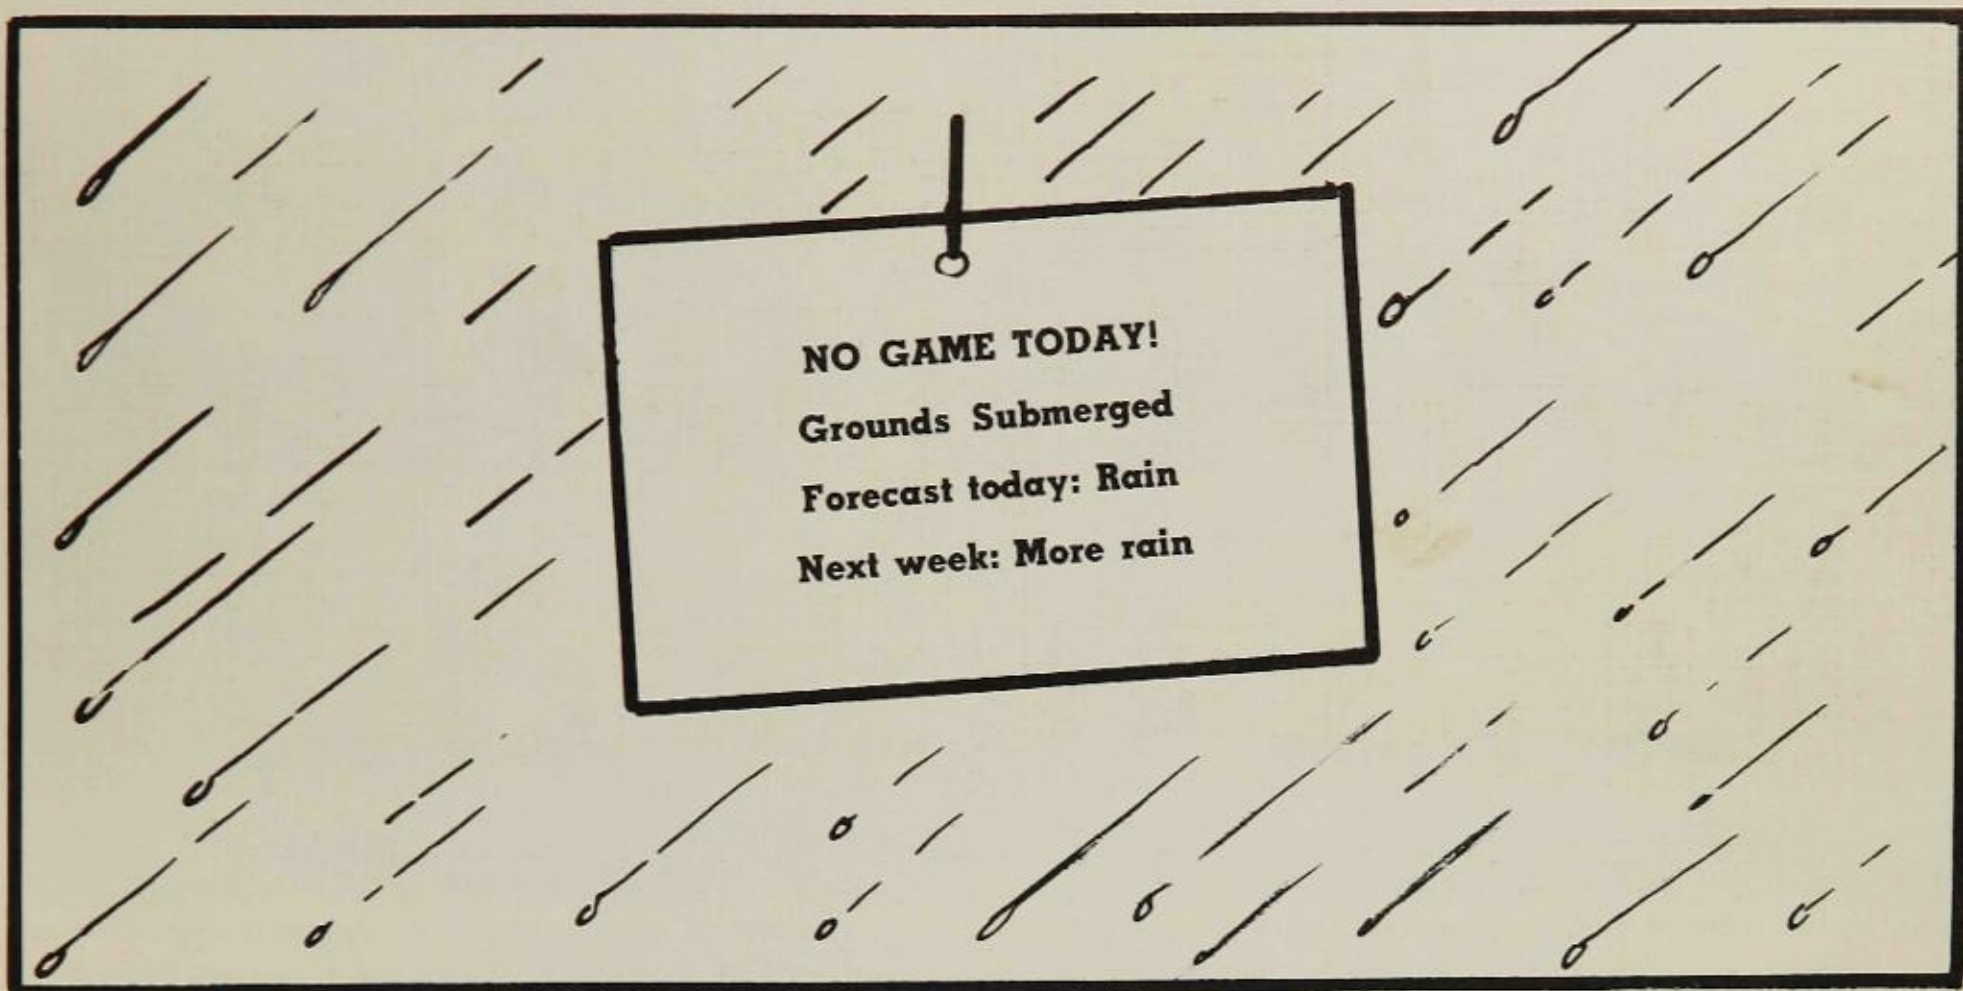 NO GAME TODAY!
Grounds Submerged
Forecast today: Rain
Next week: More rain